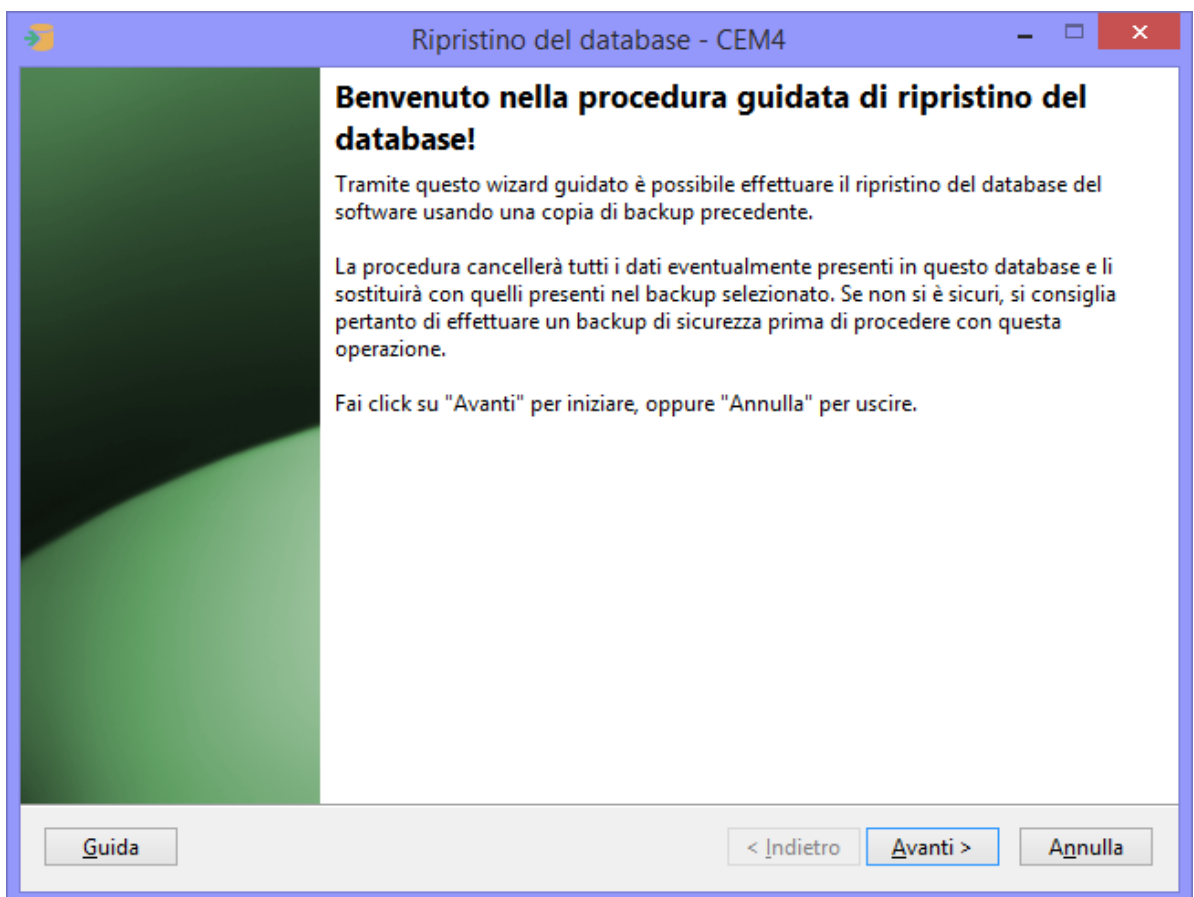 Ripristino del database - CEM4
Benvenuto nella procedura guidata di ripristino del
database!
Tramite questo wizard guidato è possibile effettuare il ripristino del database del
software usando una copia di backup precedente.
La procedura cancellerà tutti i dati eventualmente presenti in questo database e li
sostituirà con quelli presenti nel backup selezionato. Se non si è sicuri, si consiglia
pertanto di effettuare un backup di sicurezza prima di procedere con questa
operazione.
Fai click su "Avanti" per iniziare, oppure "Annulla" per uscire.
Guida
< Indietro
Avanti >
Annulla